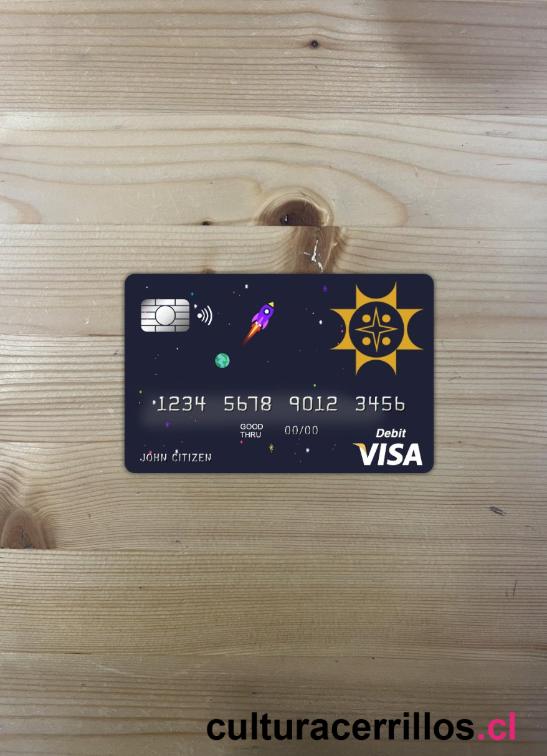 1234 5678 9012 3456
GOOD
THRU
00/00
JOHN CITIZEN
Debit
VISA
culturacerrillos.cl